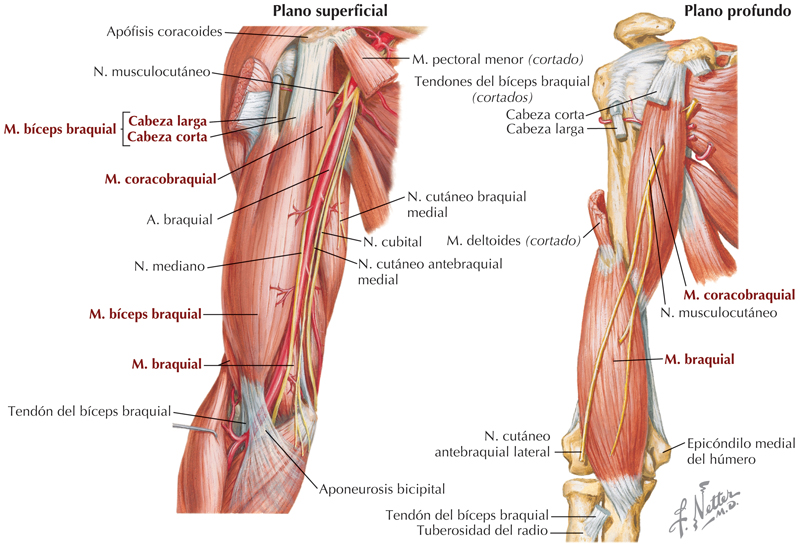 Plano superficial
Apófisis coracoides
M. pectoral menor (cortado)
N. musculocutáneo
Tendones del bíceps braquial
(cortados)
Cabeza corta
Cabeza larga
M. bíceps braquial
Cabeza larga
Cabeza corta
M. coracobraquial
A. braquial
N. cutáneo braquial
medial
N. cubital
M. deltoides (cortado)
N. mediano
N. cutáneo antebraquial
medial
M. bíceps braquial
M. braquial
Tendón del bíceps braquial
Aponeurosis bicipital
Plano profundo
M. coracobraquial
N. musculocutáneo
M. braquial
N. cutáneo
antebraquial lateral
Epicóndilo medial
del húmero
Tendón del bíceps braquial
Tuberosidad del radio
F. Netter
M.D.